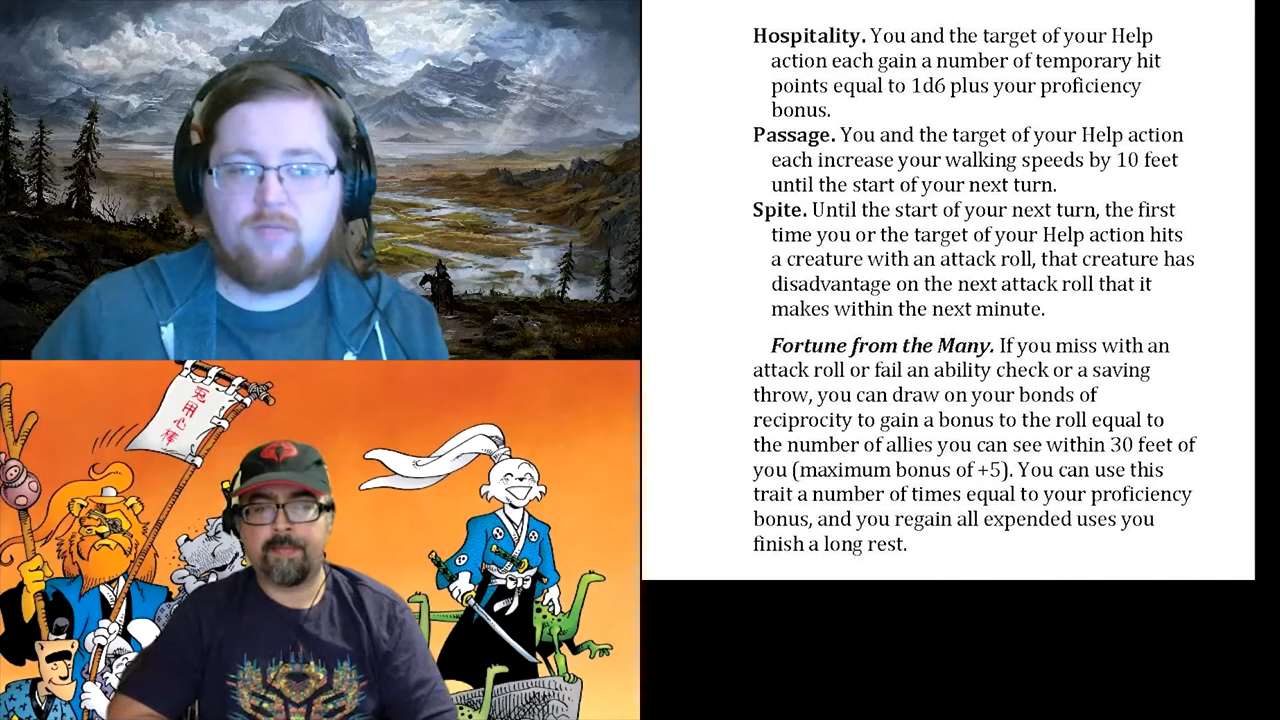 Hospitality. You and the target of your Help
action each gain a number of temporary hit
points equal to 1d6 plus your proficiency
bonus.
Passage. You and the target of your Help action
each increase your walking speeds by 10 feet
until the start of your next turn.
Spite. Until the start of your next turn, the first
time you or the target of your Help action hits
a creature with an attack roll, that creature has
disadvantage on the next attack roll that it
makes within the next minute.
Fortune from the Many. If you miss with an
attack roll or fail an ability check or a saving
throw, you can draw on your bonds of
reciprocity to gain a bonus to the roll equal to
the number of allies you can see within 30 feet of
you (maximum bonus of +5). You can use this
trait a number of times equal to your proficiency
bonus, and you regain all expended uses you
finish a long rest.
用心棒